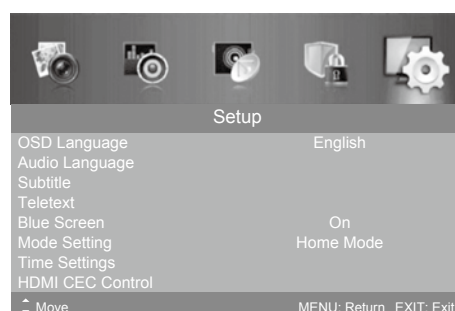 Setup
OSD Language English
Audio Language
Subtitle
Teletext
Blue Screen On
Mode Setting Home Mode
Time Settings
HDMI CEC Control
Move MENU: Return EXIT: Exit